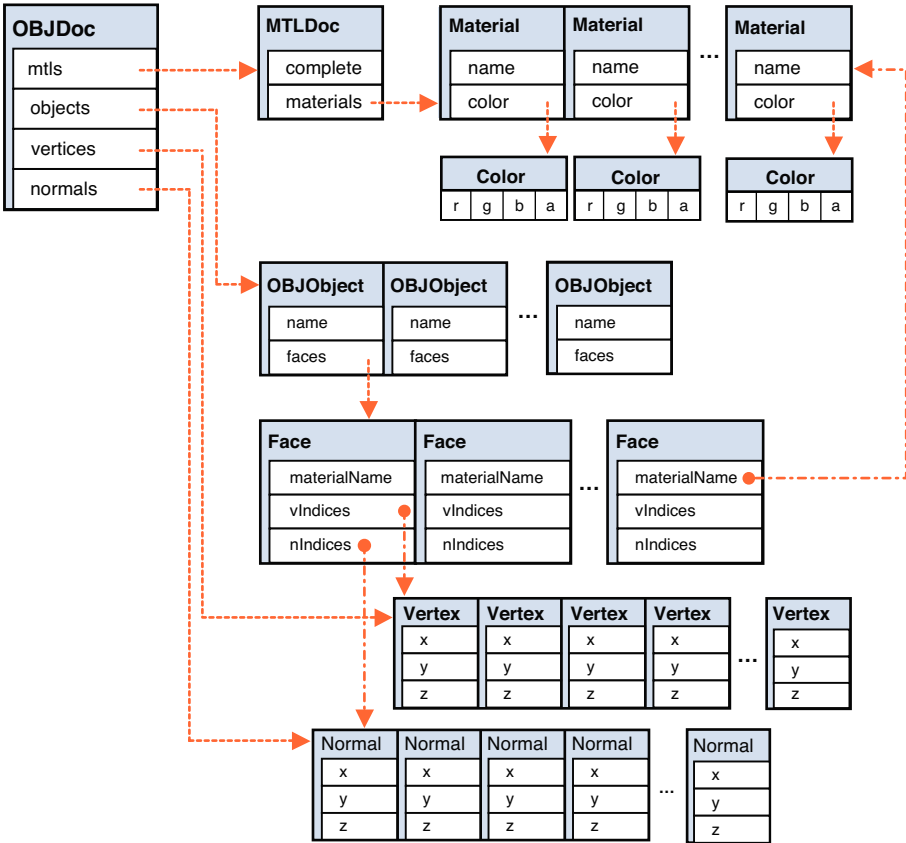 OBJDoc
mtls
objects
vertices
normals
MTLDoc
complete
materials
Material Material ... Material
name name name
color color color
Color Color Color
r g b a r g b a r g b a
OBJObject OBJObject ... OBJObject
name name name
faces faces faces
Face Face ... Face
materialName materialName materialName
vIndices vIndices vIndices
nIndices nIndices nIndices
Vertex Vertex Vertex Vertex ... Vertex
x x x x x
y y y y y
z z z z z
Normal Normal Normal Normal ... Normal
x x x x x
y y y y y
z z z z z